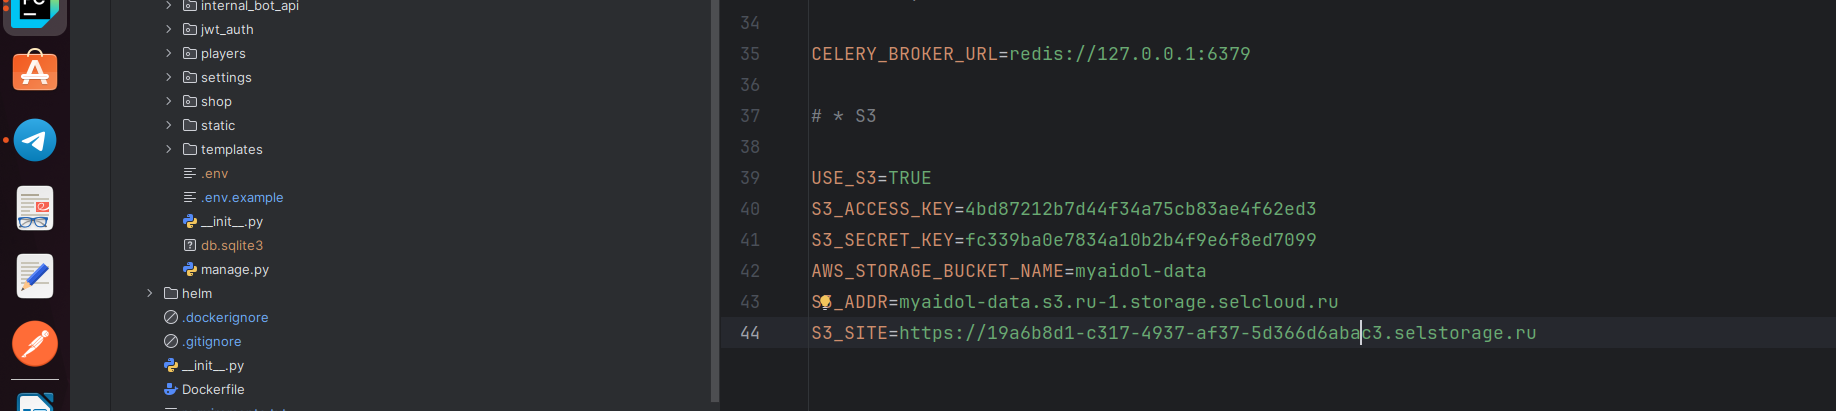 internal_bot_api
jwt_auth
players
settings
shop
static
templates
.env
.env.example
__init__.py
db.sqlite3
manage.py
helm
.dockerignore
.gitignore
__init__.py
Dockerfile
34
35 CELERY_BROKER_URL=redis://127.0.0.1:6379
36
37 # * S3
38
39 USE_S3=TRUE
40 S3_ACCESS_KEY=4bd87212b7d44f34a75cb83ae4f62ed3
41 S3_SECRET_KEY=fc339ba0e7834a10b2b4f9e6f8ed7099
42 AWS_STORAGE_BUCKET_NAME=myaidol-data
43 S3_ADDR=myaidol-data.s3.ru-1.storage.selcloud.ru
44 S3_SITE=https://19a6b8d1-c317-4937-af37-5d366d6abac3.selstorage.ru